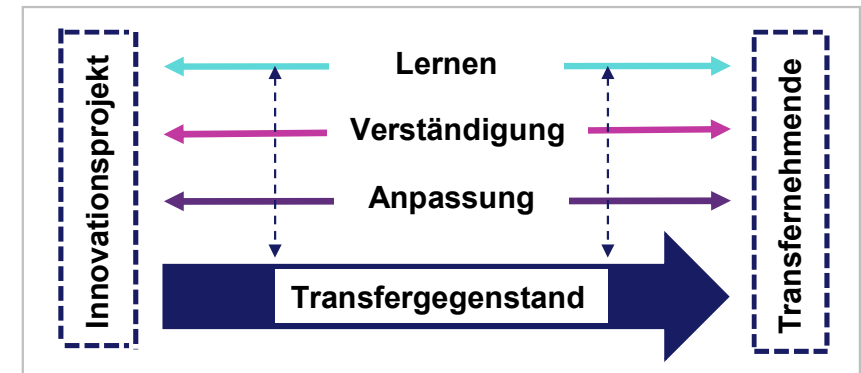 Innovationsprojekt
Lernen
Verständigung
Anpassung
Transfergegenstand
Transfernehmende